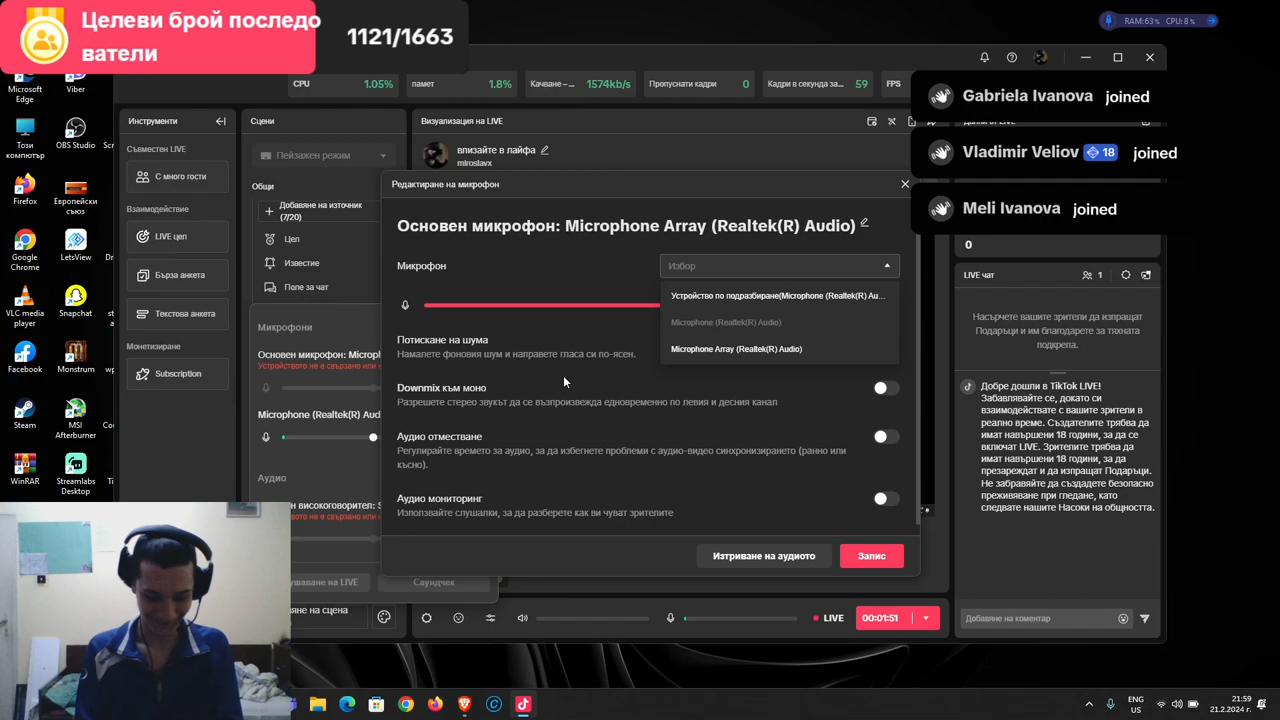 Целеви брой последо
ватели
1121/1663
RAM:63% CPU:8%
Microsoft
Edge
Viber
Този
компютър
OBS Studio
Firefox
Европейски
съюз
Google
Chrome
LetsView
VLC media
player
Snapchat
Facebook
Monstrum
Steam
MSI
Afterburner
WinRAR
Streamlabs
Desktop
CPU 1.05%
памет 1.8%
Качване – ... 1574kb/s
Пропуснати кадри 0
Кадри в секунда за... 59
FPS
Инструменти
Съвместен LIVE
С много гости
Взаимодействие
LIVE цел
Бърза анкета
Текстова анкета
Монетизиране
Subscription
Сцени
Пейзажен режим
Общи
Добавяне на източник
(7/20)
Цел
Известие
Поле за чат
Микрофони
Основен микрофон: Microp
Устройството не е свързано или
Microphone (Realtek(R) Aud
Аудио
Саундчек
Визуализация на LIVE
влизайте в лайфа
miroslavx
Редактиране на микрофон
Основен микрофон: Microphone Array (Realtek(R) Audio)
Микрофон
Избор
Устройство по подразбиране(Microphone (Realtek(R) Au...
Microphone (Realtek(R) Audio)
Microphone Array (Realtek(R) Audio)
Потискане на шума
Намалете фоновия шум и направете гласа си по-ясен.
Downmix към моно
Разрешете стерео звукът да се възпроизвежда едновременно по левия и десния канал
Аудио отместване
Регулирайте времето за аудио, за да избегнете проблеми с аудио-видео синхронизирането (ранно или
късно).
Аудио мониторинг
Използвайте слушалки, за да разберете как ви чуват зрителите
Изтриване на аудиото
Запис
LIVE
00:01:51
Gabriela Ivanova joined
Vladimir Veliov 18 joined
Meli Ivanova joined
0
LIVE чат
1
Насърчете вашите зрители да изпращат
Подаръци и им благодарете за тяхната
подкрепа.
Добре дошли в TikTok LIVE!
Забавлявайте се, докато си
взаимодействате с вашите зрители в
реално време. Създателите трябва да
имат навършени 18 години, за да се
включат LIVE. Зрителите трябва да
имат навършени 18 години, за да
презареждат и да изпращат Подаръци.
Не забравяйте да създадете безопасно
преживяване при гледане, като
следвате нашите Насоки на общността.
Добавяне на коментар
ЕНГ
US
21:59
21.2.2024 г.